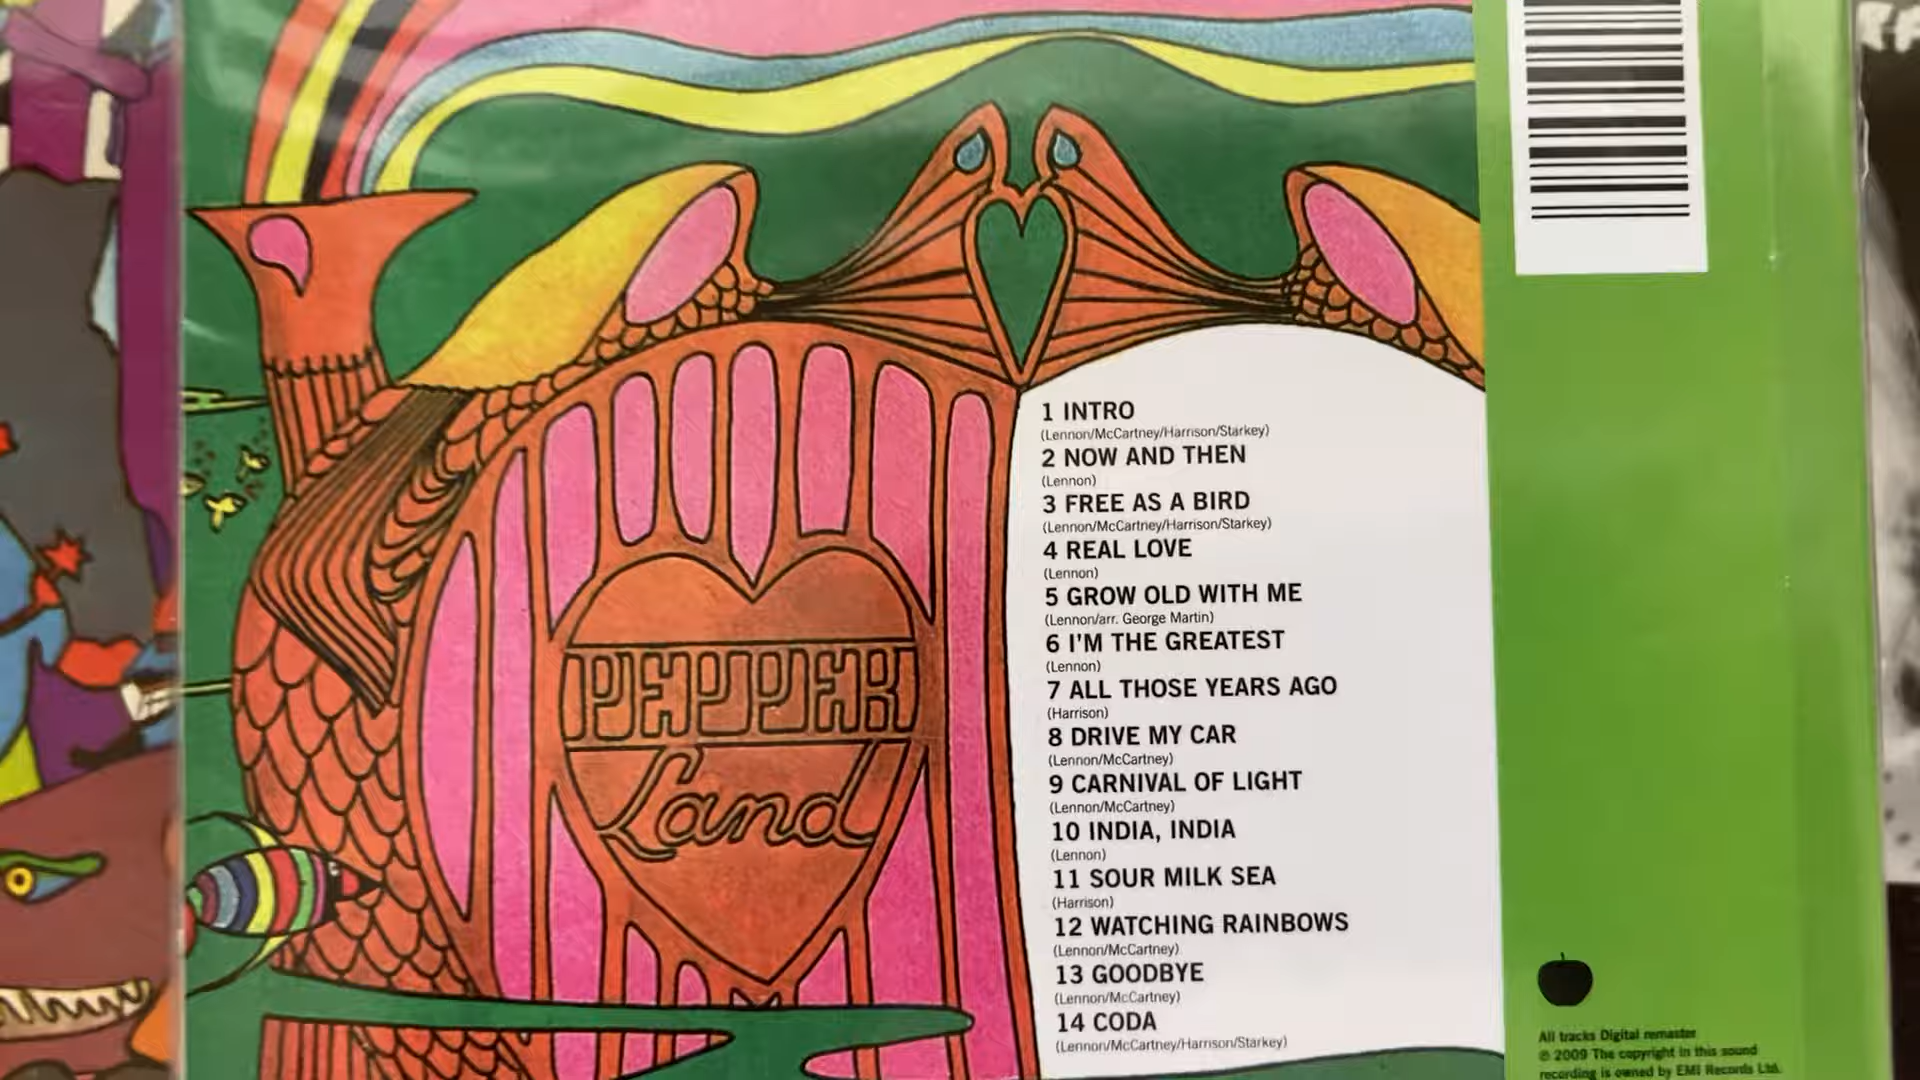 PEPPER
Land
1 INTRO
(Lennon/McCartney/Harrison/Starkey)
2 NOW AND THEN
(Lennon)
3 FREE AS A BIRD
(Lennon/McCartney/Harrison/Starkey)
4 REAL LOVE
(Lennon)
5 GROW OLD WITH ME
(Lennon/arr. George Martin)
6 I'M THE GREATEST
(Lennon)
7 ALL THOSE YEARS AGO
(Harrison)
8 DRIVE MY CAR
(Lennon/McCartney)
9 CARNIVAL OF LIGHT
(Lennon/McCartney)
10 INDIA, INDIA
(Lennon)
11 SOUR MILK SEA
(Harrison)
12 WATCHING RAINBOWS
(Lennon/McCartney)
13 GOODBYE
(Lennon/McCartney)
14 CODA
(Lennon/McCartney/Harrison/Starkey)
All tracks Digital remaster
℗ 2009 The copyright in this sound
recording is owned by EMI Records Ltd.